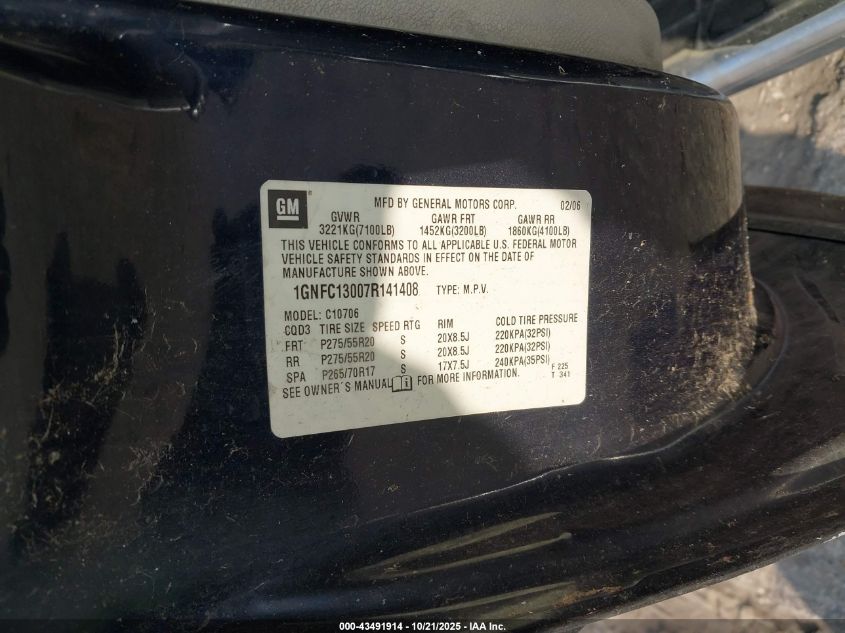 GM
MFD BY GENERAL MOTORS CORP. 02/06
GVWR GAWR FRT GAWR RR
3221KG(7100LB) 1452KG(3200LB) 1860KG(4100LB)
THIS VEHICLE CONFORMS TO ALL APPLICABLE U.S. FEDERAL MOTOR
VEHICLE SAFETY STANDARDS IN EFFECT ON THE DATE OF
MANUFACTURE SHOWN ABOVE.
1GNFC13007R141408 TYPE: M.P.V.
MODEL: C10706
CQD3 TIRE SIZE SPEED RTG RIM COLD TIRE PRESSURE
FRT P275/55R20 S 20X8.5J 220KPA(32PSI)
RR P275/55R20 S 20X8.5J 220KPA(32PSI)
SPA P265/70R17 S 17X7.5J 240KPA(35PSI) F 225
SEE OWNER´S MANUAL FOR MORE INFORMATION. T 341
000-43491914 - 10/21/2025 - IAA Inc.